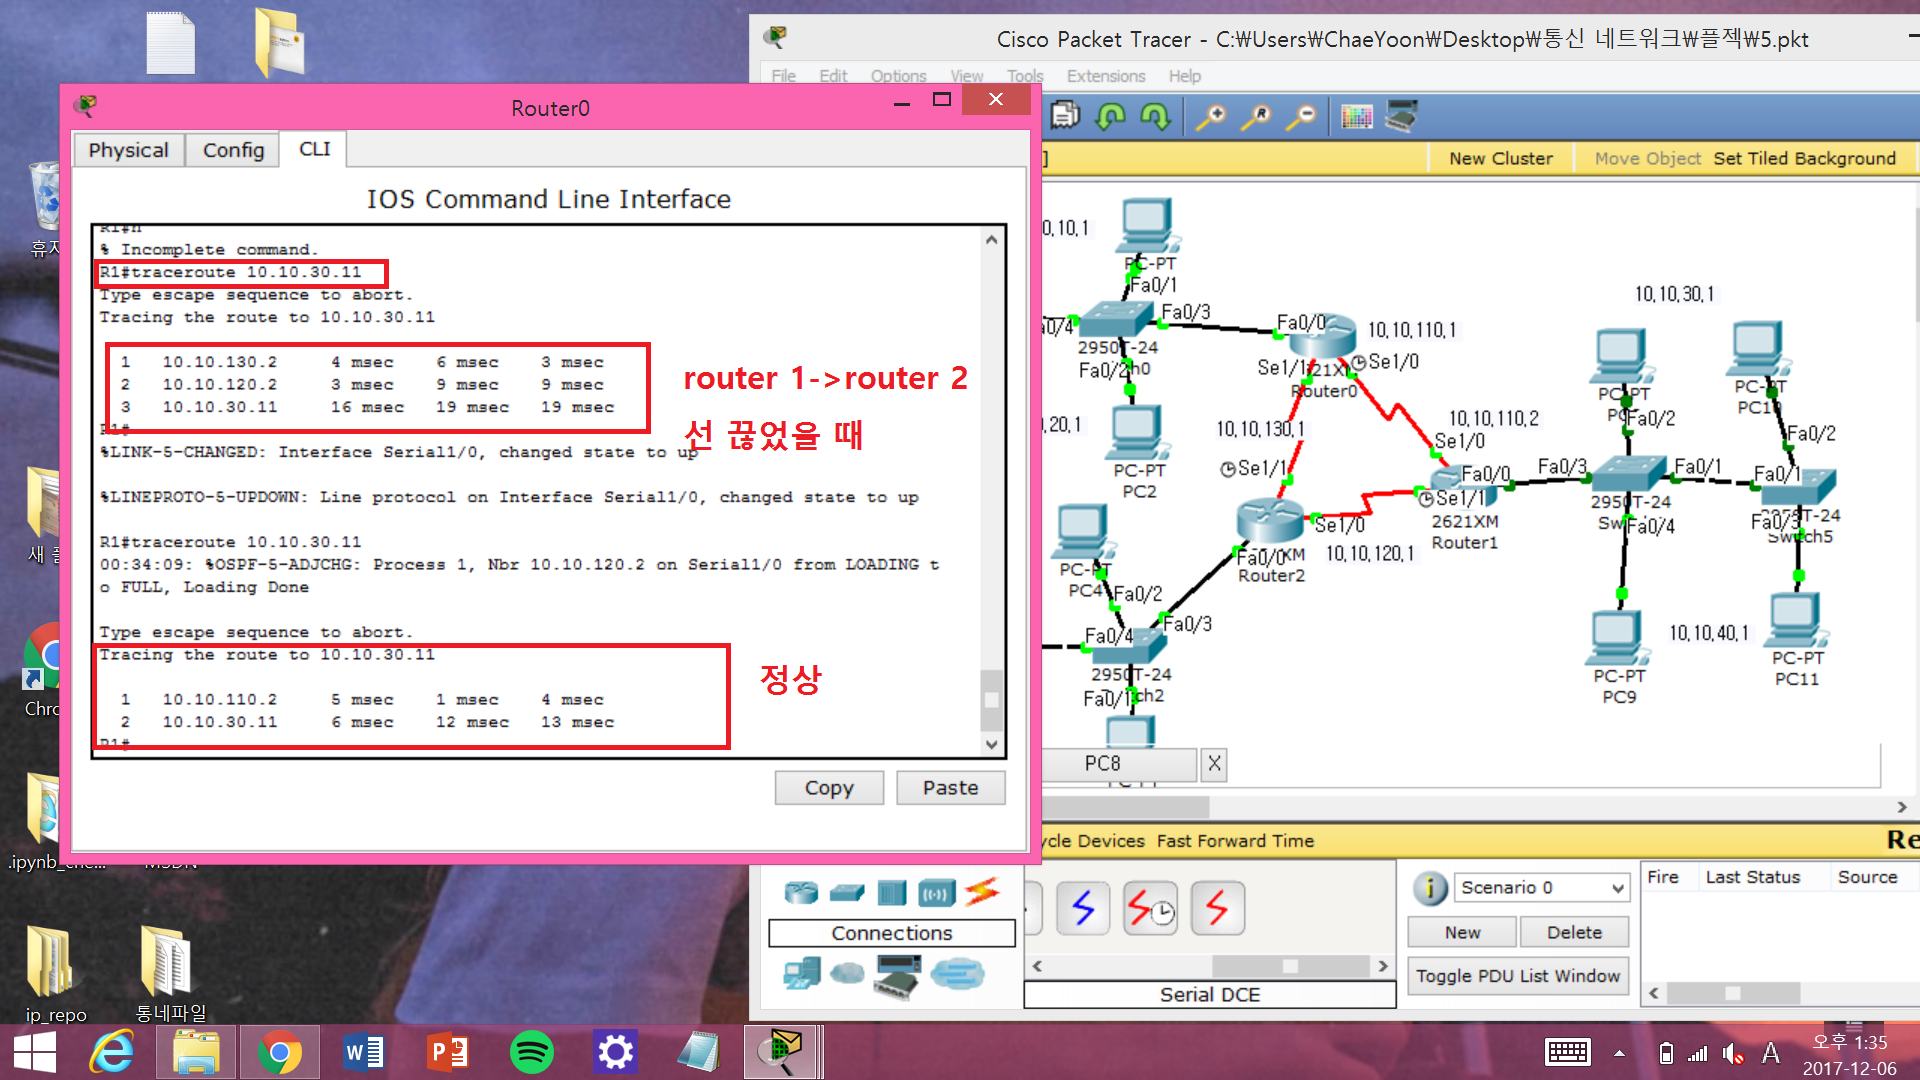 Cisco Packet Tracer - C:₩Users₩ChaeYoon₩Desktop₩통신 네트워크₩플젝₩5.pkt
File Edit Options View Tools Extensions Help
New Cluster Move Object Set Tiled Background
Router0
Physical Config CLI
IOS Command Line Interface
% Incomplete command.
R1#traceroute 10.10.30.11
Type escape sequence to abort.
Tracing the route to 10.10.30.11
1 10.10.130.2 4 msec 6 msec 3 msec
2 10.10.120.2 3 msec 9 msec 9 msec
3 10.10.30.11 16 msec 19 msec 19 msec
R1#
%LINK-5-CHANGED: Interface Serial1/0, changed state to up
%LINEPROTO-5-UPDOWN: Line protocol on Interface Serial1/0, changed state to up
R1#traceroute 10.10.30.11
00:34:09: %OSPF-5-ADJCHG: Process 1, Nbr 10.10.120.2 on Serial1/0 from LOADING t
o FULL, Loading Done
Type escape sequence to abort.
Tracing the route to 10.10.30.11
1 10.10.110.2 5 msec 1 msec 4 msec
2 10.10.30.11 6 msec 12 msec 13 msec
R1#
router 1->router 2
선 끊었을 때
정상
Copy Paste
0,10,1
PC-PT
Fa0/1
Fa0/3
2950T-24
Fa0/2
Fa0/0
10,10,110,1
Se1/1
Se1/0
Router0
10,10,30,1
PC-PT
PC10
Fa0/2
,20,1
PC-PT
PC2
10,10,130,1
Se1/1
10,10,110,2
Se1/0
Fa0/0
Se1/1
2621XM
Router1
PC-PT
Fa0/2
Fa0/3
Fa0/1
2950T-24
Fa0/4
Fa0/1
Fa0/3
Switch5
PC-PT
PC4
Fa0/2
Fa0/4
Fa0/3
2950T-24
Fa0/1
Se1/0
Fa0/0
Router2
10,10,120,1
10,10,40,1
PC-PT
PC9
PC-PT
PC11
PC8 X
Fast Forward Time
Connections
Serial DCE
Scenario 0
New Delete
Toggle PDU List Window
Fire Last Status Source
ip_repo
통네파일
오후 1:35
2017-12-06